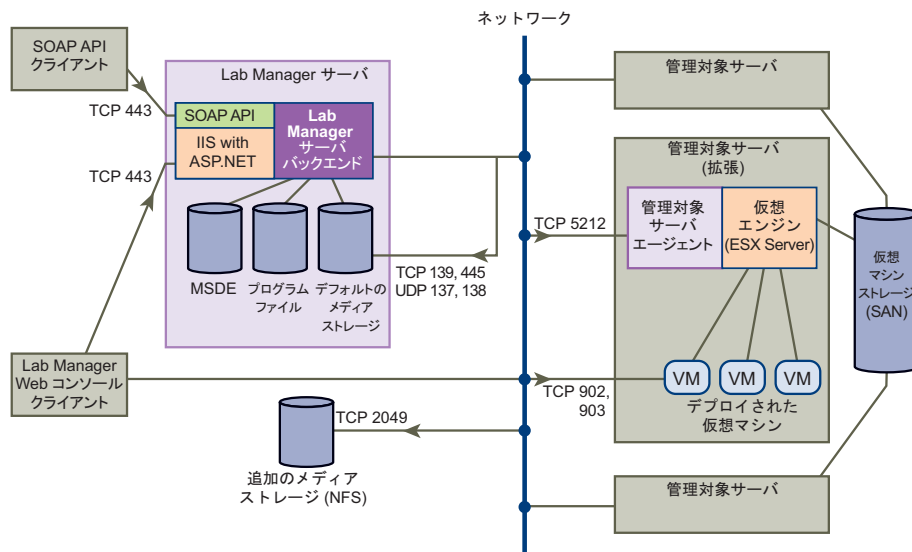 ネットワーク
SOAP API
クライアント
TCP 443
Lab Manager サーバ
SOAP API
IIS with
ASP.NET
Lab
Manager
サーバ
バックエンド
TCP 443
MSDE
プログラム
ファイル
デフォルトの
メディア
ストレージ
TCP 139, 445
UDP 137, 138
Lab Manager
Web コンソール
クライアント
TCP 2049
追加のメディア
ストレージ (NFS)
管理対象サーバ
管理対象サーバ
(拡張)
TCP 5212
管理対象
サーバ
エージェント
仮想
エンジン
(ESX Server)
VM
VM
VM
TCP 902,
903
デプロイされた
仮想マシン
仮想
マシン
ストレージ
(SAN)
管理対象サーバ